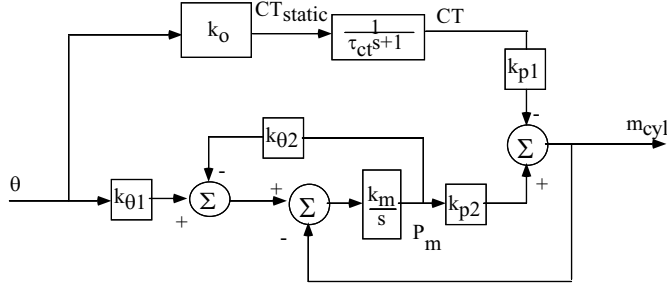 k_o
CT_static
1
τ_ct s+1
CT
k_p1
-
m_cyl
Σ
+
k_θ2
-
θ
k_θ1
+
Σ
+
Σ
-
k_m
s
P_m
k_p2